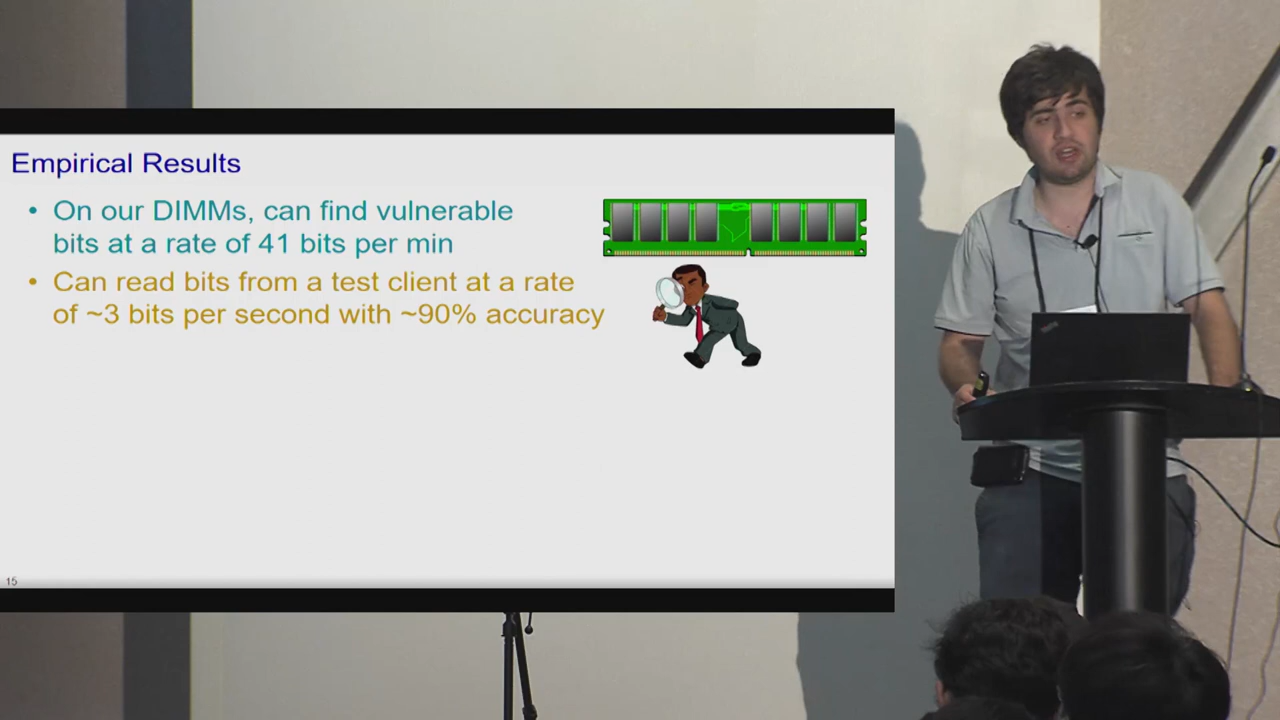 Empirical Results
• On our DIMMs, can find vulnerable
bits at a rate of 41 bits per min
• Can read bits from a test client at a rate
of ~3 bits per second with ~90% accuracy
15